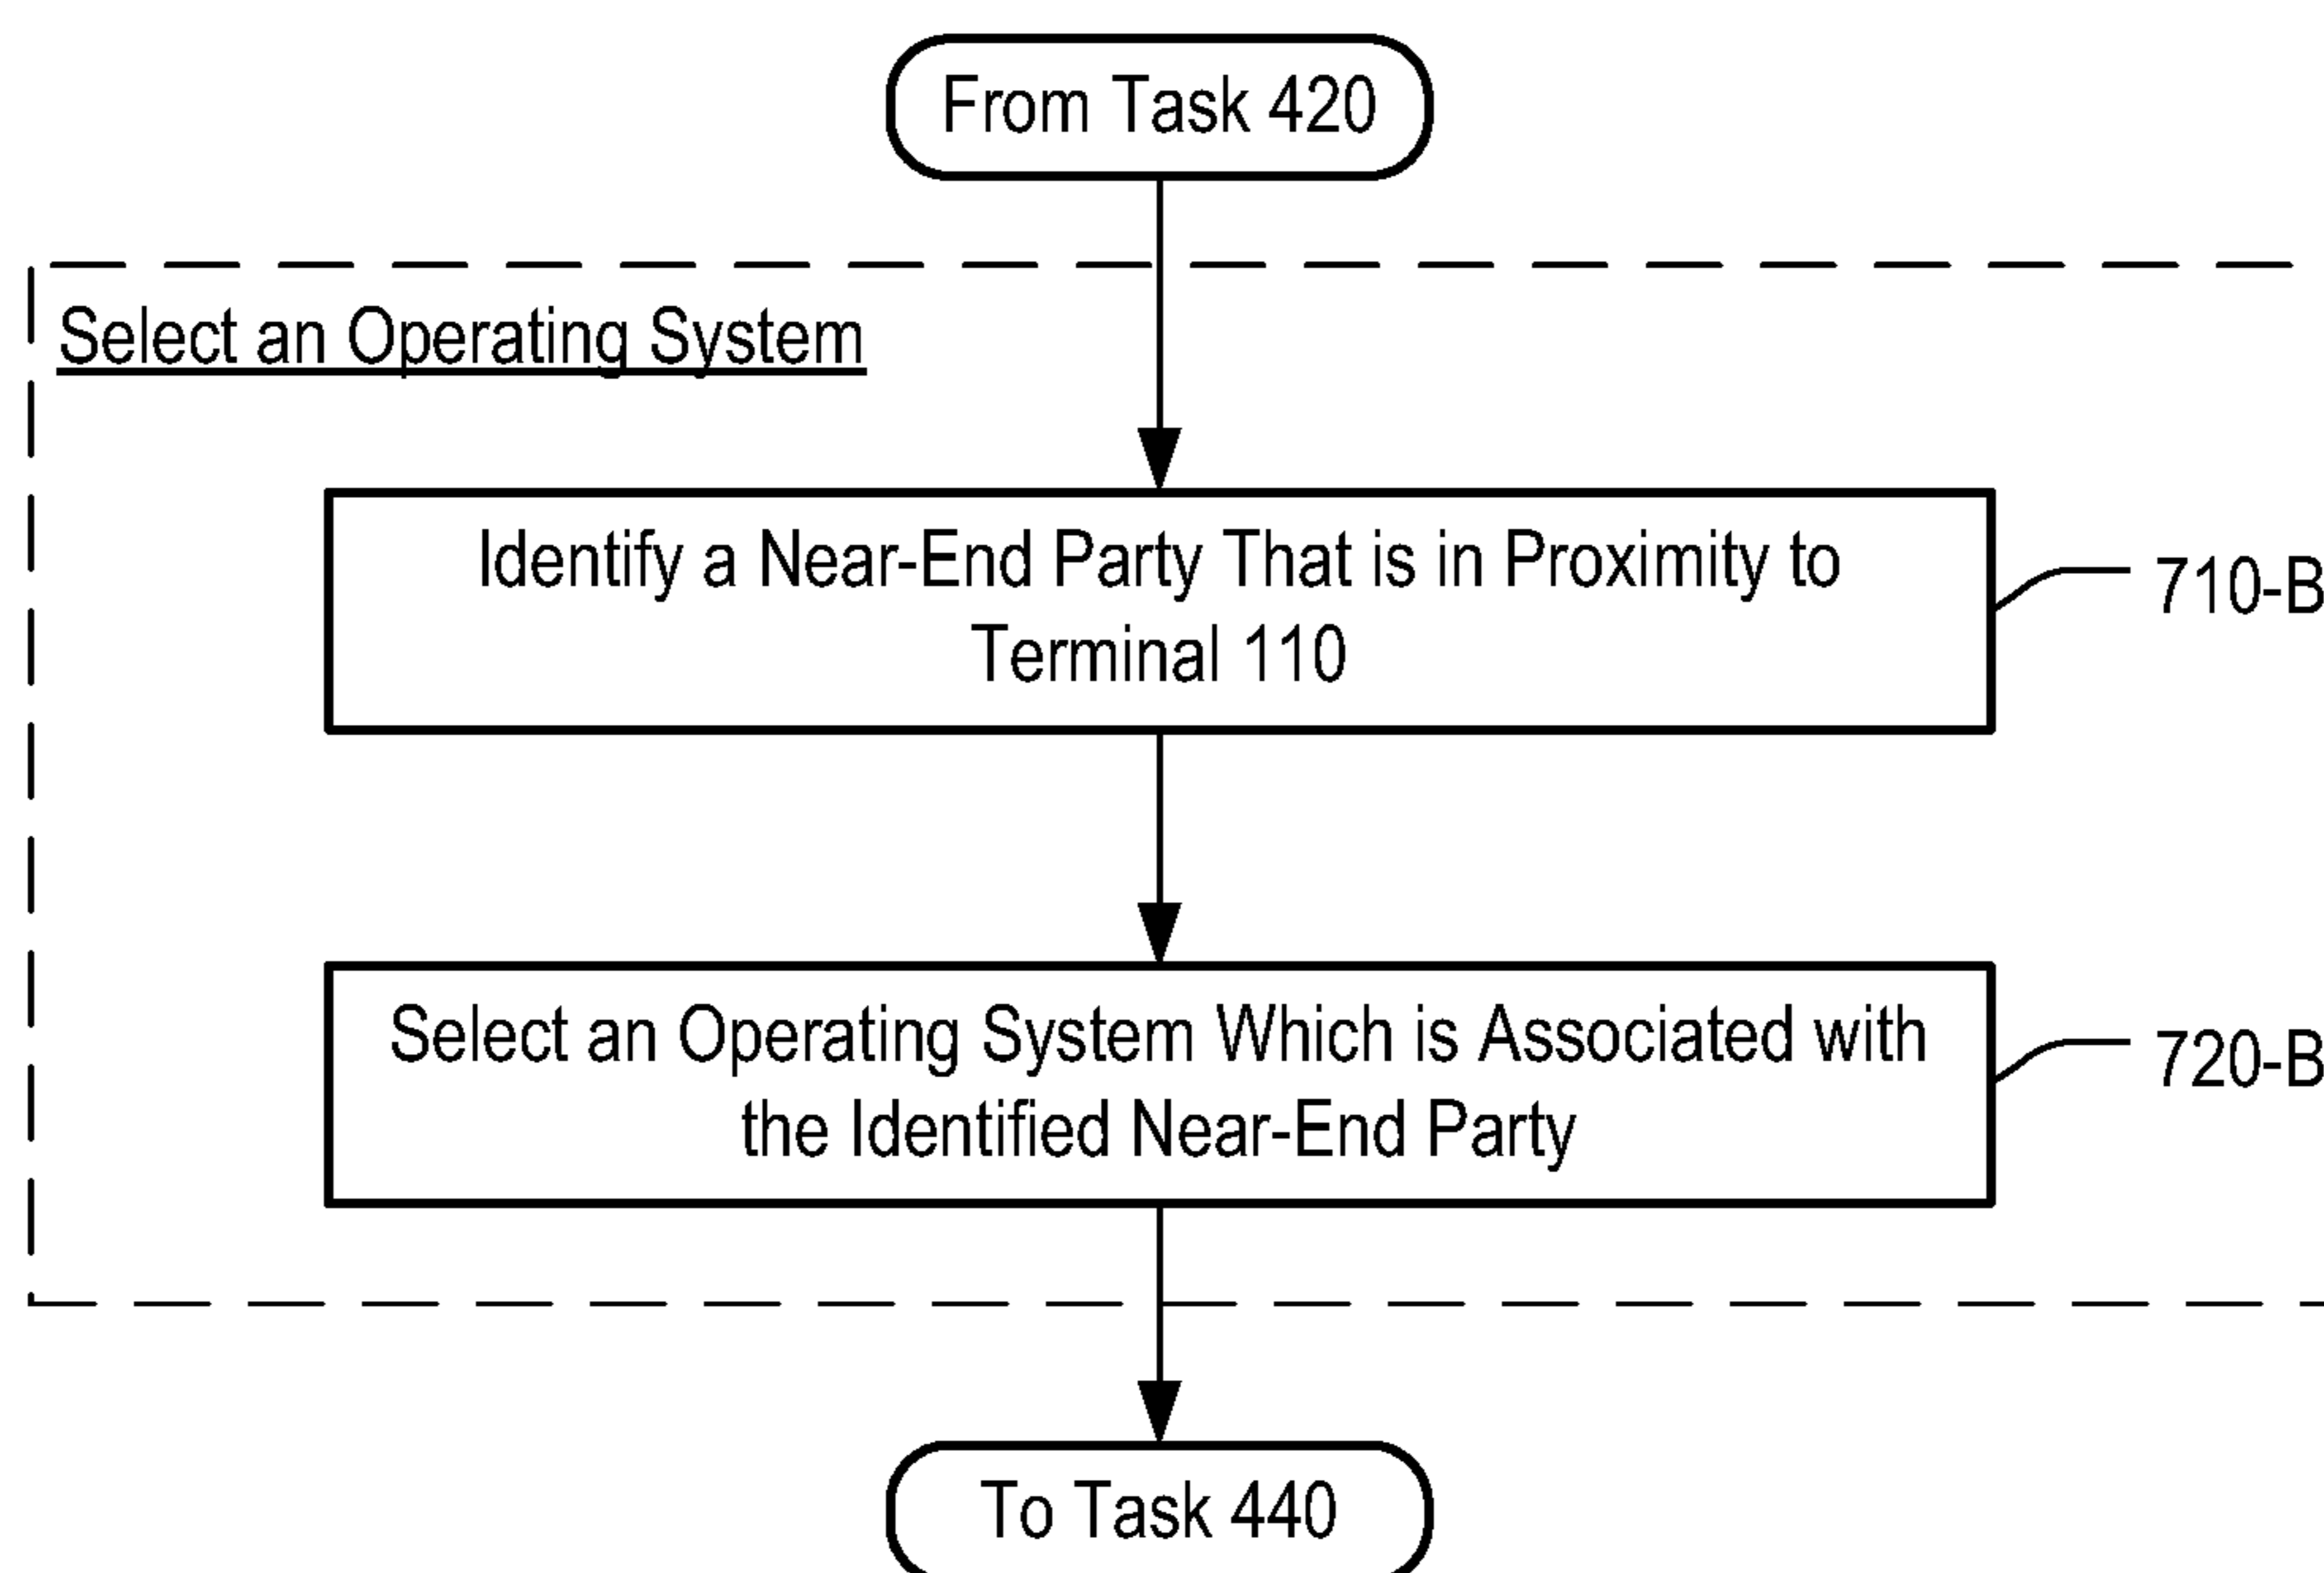 From Task 420
Select an Operating System
Identify a Near-End Party That is in Proximity to
Terminal 110
710-B
Select an Operating System Which is Associated with
the Identified Near-End Party
720-B
To Task 440